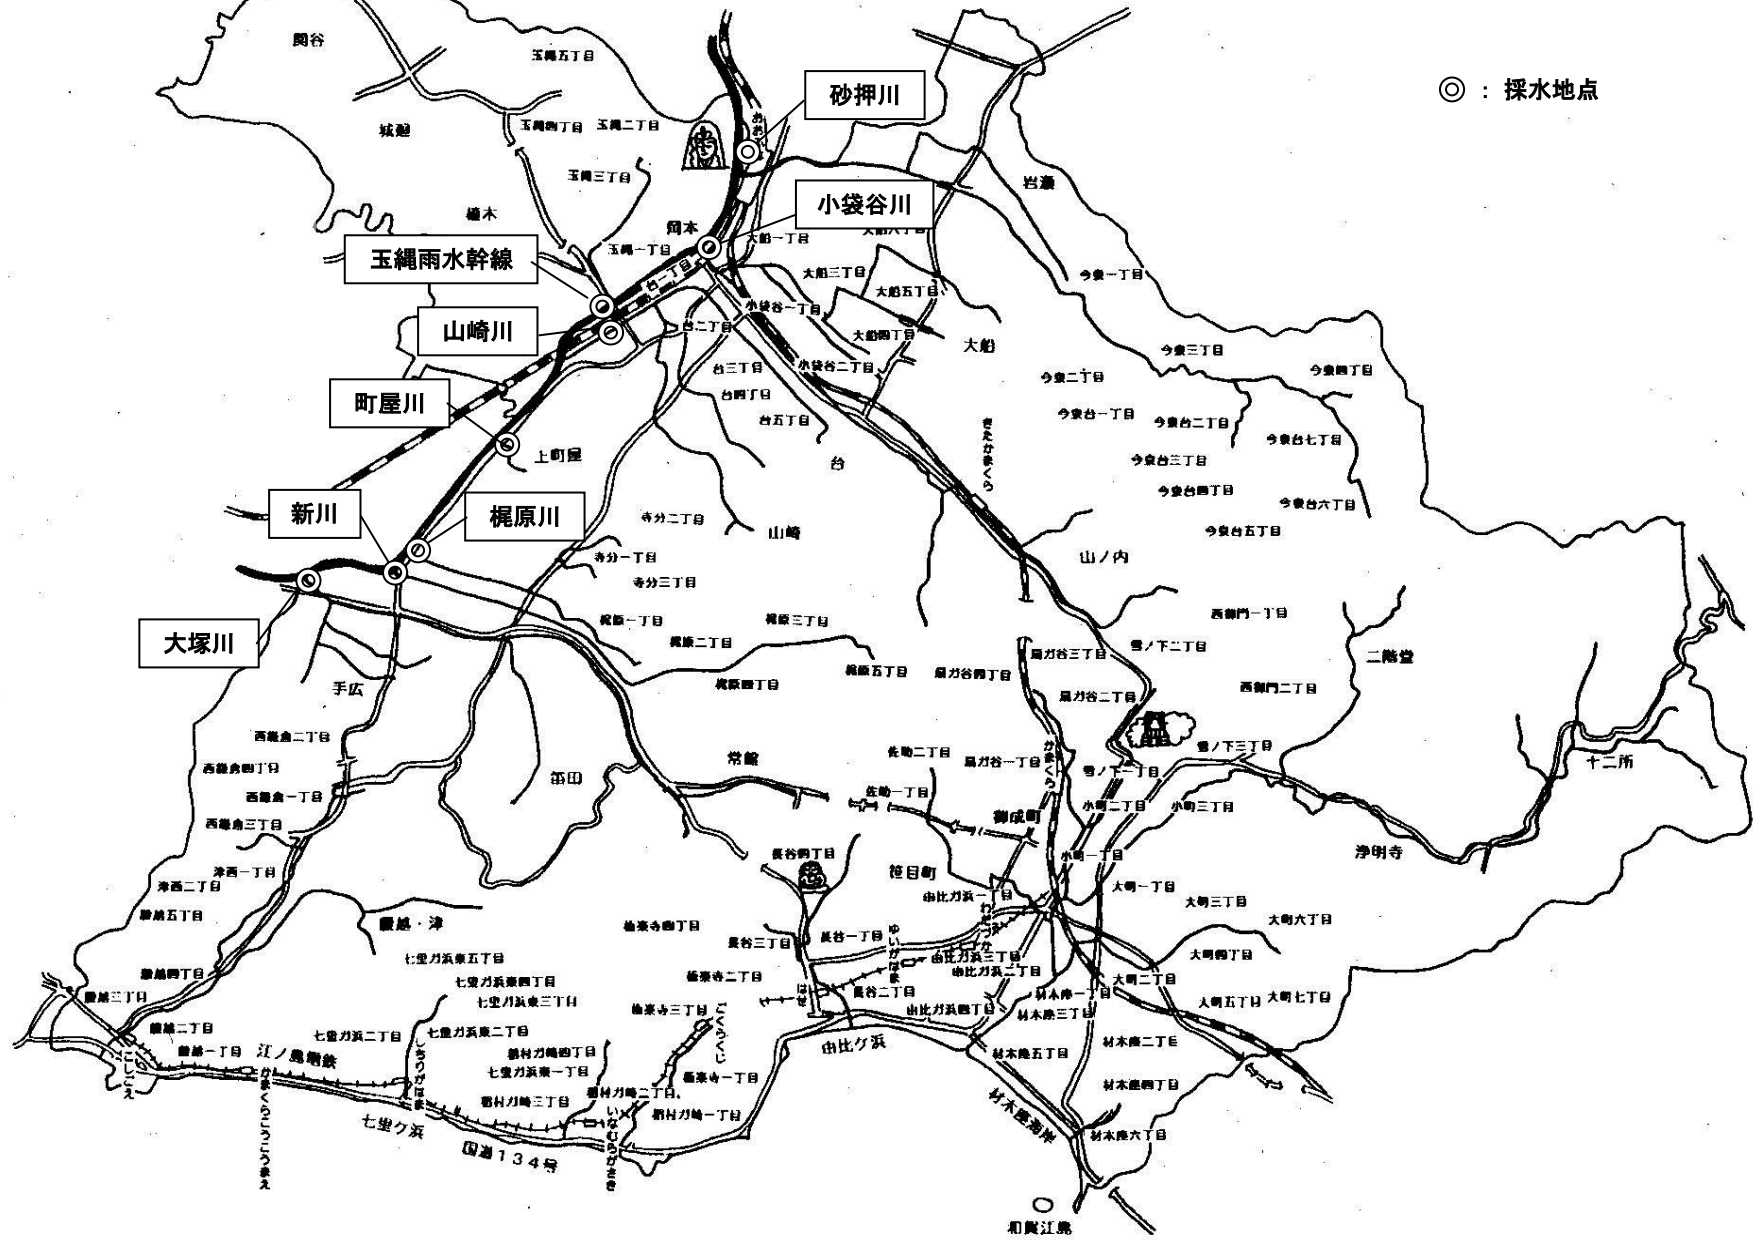 関谷
玉縄五丁目
砂押川
◎ : 採水地点
城廻
玉縄四丁目
玉縄二丁目
おお
玉縄三丁目
岩瀬
植木
小袋谷川
岡本
玉縄一丁目
大船一丁目
大船六丁目
玉縄雨水幹線
台一丁目
大船三丁目
今泉一丁目
大船五丁目
小袋谷一丁目
山崎川
台二丁目
大船四丁目
大船
今泉三丁目
小袋谷二丁目
台三丁目
今泉二丁目
今泉四丁目
町屋川
台四丁目
台五丁目
今泉台一丁目
今泉台二丁目
今泉台七丁目
きたかまくら
上町屋
台
今泉台三丁目
今泉台四丁目
今泉台六丁目
新川
梶原川
寺分二丁目
山崎
今泉台五丁目
寺分一丁目
山ノ内
寺分三丁目
大塚川
梶原一丁目
梶原三丁目
西御門一丁目
梶原二丁目
扇ガ谷三丁目
雪ノ下二丁目
二階堂
手広
梶原四丁目
梶原五丁目
扇ガ谷四丁目
西御門二丁目
扇ガ谷二丁目
西鎌倉二丁目
雪ノ下三丁目
西鎌倉四丁目
笛田
常盤
佐助二丁目
扇ガ谷一丁目
かまくら
雪ノ下一丁目
十二所
西鎌倉一丁目
佐助一丁目
小町二丁目
小町三丁目
西鎌倉三丁目
御成町
長谷四丁目
小町一丁目
浄明寺
津西一丁目
津西二丁目
笹目町
由比ガ浜一丁目
大町一丁目
大町三丁目
腰越五丁目
腰越・津
極楽寺四丁目
長谷三丁目
長谷一丁目
ゆいがはま
わだづか
大町六丁目
七里ガ浜東五丁目
由比ガ浜三丁目
大町四丁目
腰越四丁目
七里ガ浜東四丁目
極楽寺二丁目
由比ガ浜二丁目
大町二丁目
腰越三丁目
七里ガ浜東三丁目
長谷二丁目
はせ
材木座一丁目
大町五丁目
大町七丁目
極楽寺三丁目
ごくらくじ
由比ガ浜四丁目
材木座三丁目
腰越二丁目
七里ガ浜二丁目
七里ガ浜東二丁目
由比ケ浜
材木座二丁目
腰越一丁目
江ノ島電鉄
稲村ガ崎四丁目
材木座五丁目
こしごえ
しちりがはま
七里ガ浜東一丁目
極楽寺一丁目
材木座四丁目
かまくらこうこうまえ
稲村ガ崎三丁目
稲村ガ崎二丁目
稲村ガ崎一丁目
材木座海岸
七里ケ浜
いなむらがさき
材木座六丁目
国道134号
和賀江島